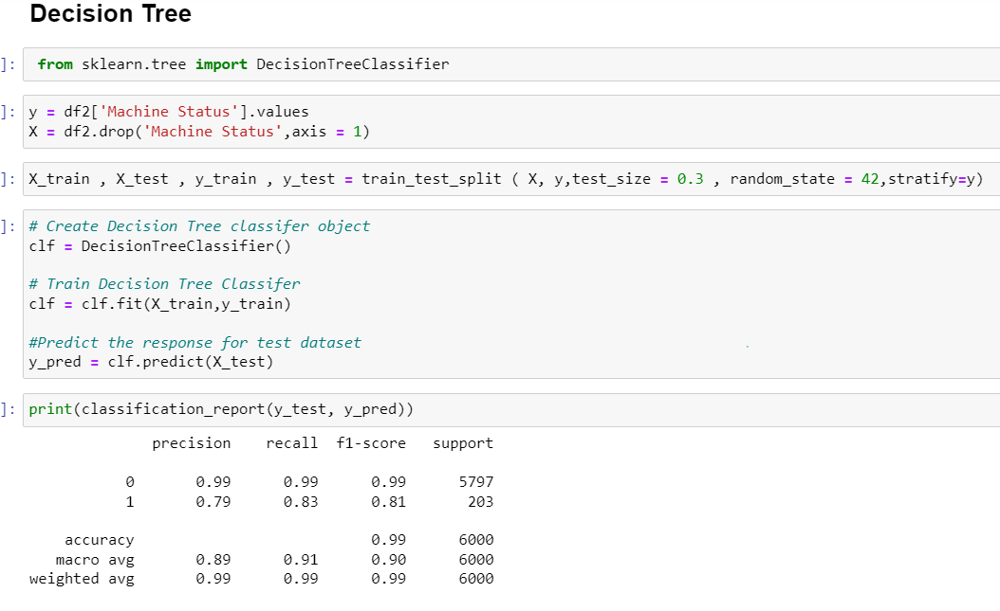 Decision Tree
]: from sklearn.tree import DecisionTreeClassifier
]: y = df2['Machine Status'].values
X = df2.drop('Machine Status',axis = 1)
]: X_train , X_test , y_train , y_test = train_test_split ( X, y,test_size = 0.3 , random_state = 42,stratify=y)
]: # Create Decision Tree classifer object
clf = DecisionTreeClassifier()
# Train Decision Tree Classifer
clf = clf.fit(X_train,y_train)
#Predict the response for test dataset
y_pred = clf.predict(X_test)
]: print(classification_report(y_test, y_pred))
precision recall f1-score support
0 0.99 0.99 0.99 5797
1 0.79 0.83 0.81 203
accuracy 0.99 6000
macro avg 0.89 0.91 0.90 6000
weighted avg 0.99 0.99 0.99 6000